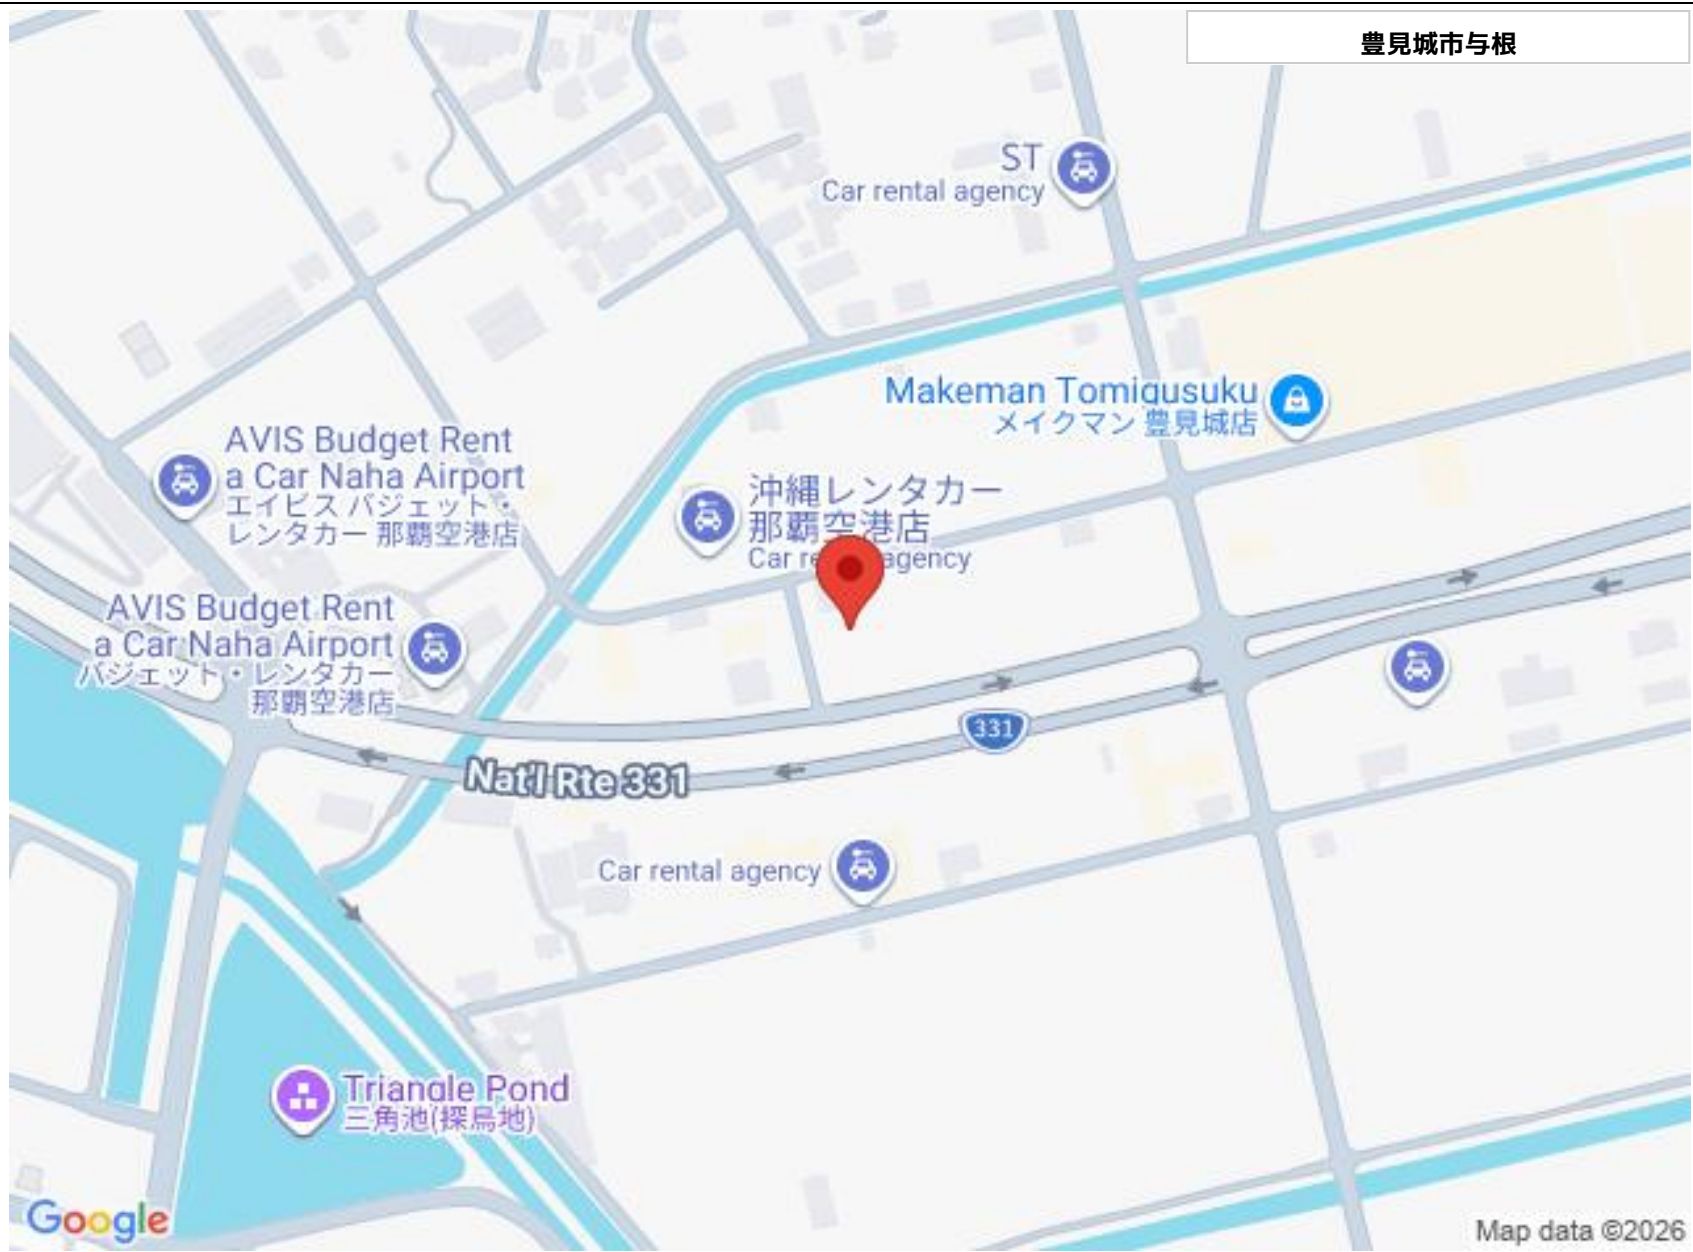 豊見城市与根
ST
Car rental agency
Makeman Tomigusuku
メイクマン 豊見城店
AVIS Budget Rent
a Car Naha Airport
エイビス バジェット・
レンタカー 那覇空港店
沖縄レンタカー
那覇空港店
Car re agency
AVIS Budget Rent
a Car Naha Airport
バジェット・レンタカー
那覇空港店
331
Nat'l Rte 331
Car rental agency
Triangle Pond
三角池(探鳥地)
Google
Map data ©2026